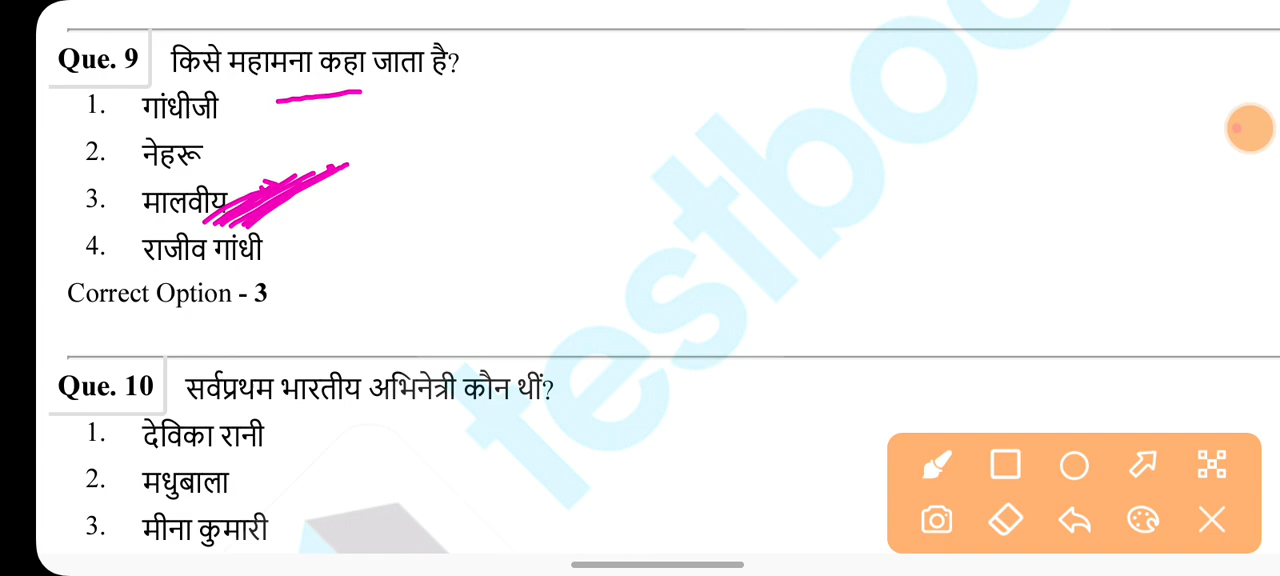 Que. 9 किसे महामना कहा जाता है?
1. गांधीजी
2. नेहरू
3. मालवीय
4. राजीव गांधी
Correct Option - 3
Que. 10 सर्वप्रथम भारतीय अभिनेत्री कौन थीं?
1. देविका रानी
2. मधुबाला
3. मीना कुमारी
testboo